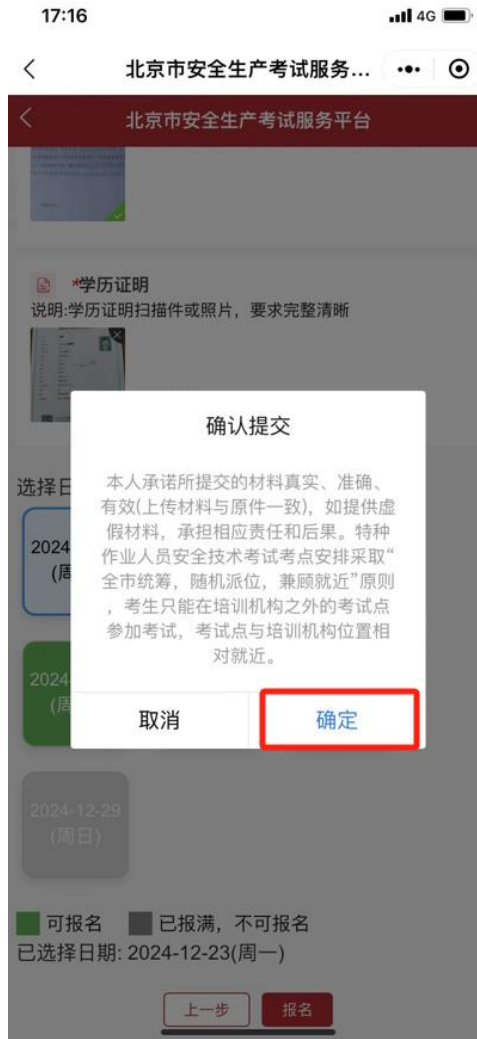 17:16
4G
北京市安全生产考试服务...
北京市安全生产考试服务平台
*学历证明
说明:学历证明扫描件或照片，要求完整清晰
确认提交
本人承诺所提交的材料真实、准确、
有效(上传材料与原件一致)，如提供虚
假材料，承担相应责任和后果。特种
作业人员安全技术考试考点安排采取“
全市统筹，随机派位，兼顾就近”原则
，考生只能在培训机构之外的考试点
参加考试，考试点与培训机构位置相
对就近。
取消
确定
选择日
2024
(周
2024
(周
2024-12-29
(周日)
可报名
已报满，不可报名
已选择日期: 2024-12-23(周一)
上一步
报名